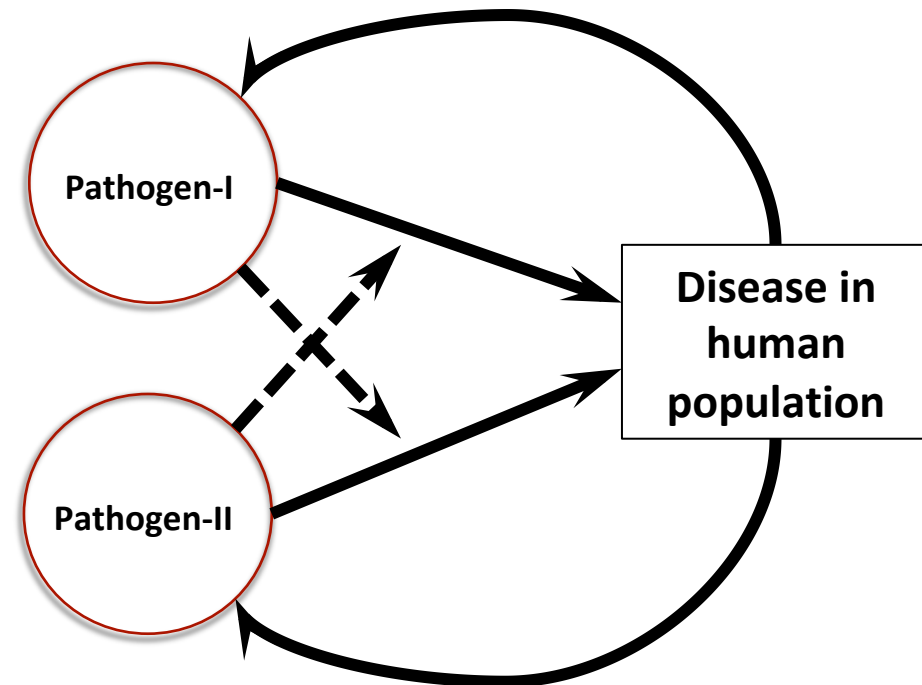 Pathogen-I
Disease in
human
population
Pathogen-II